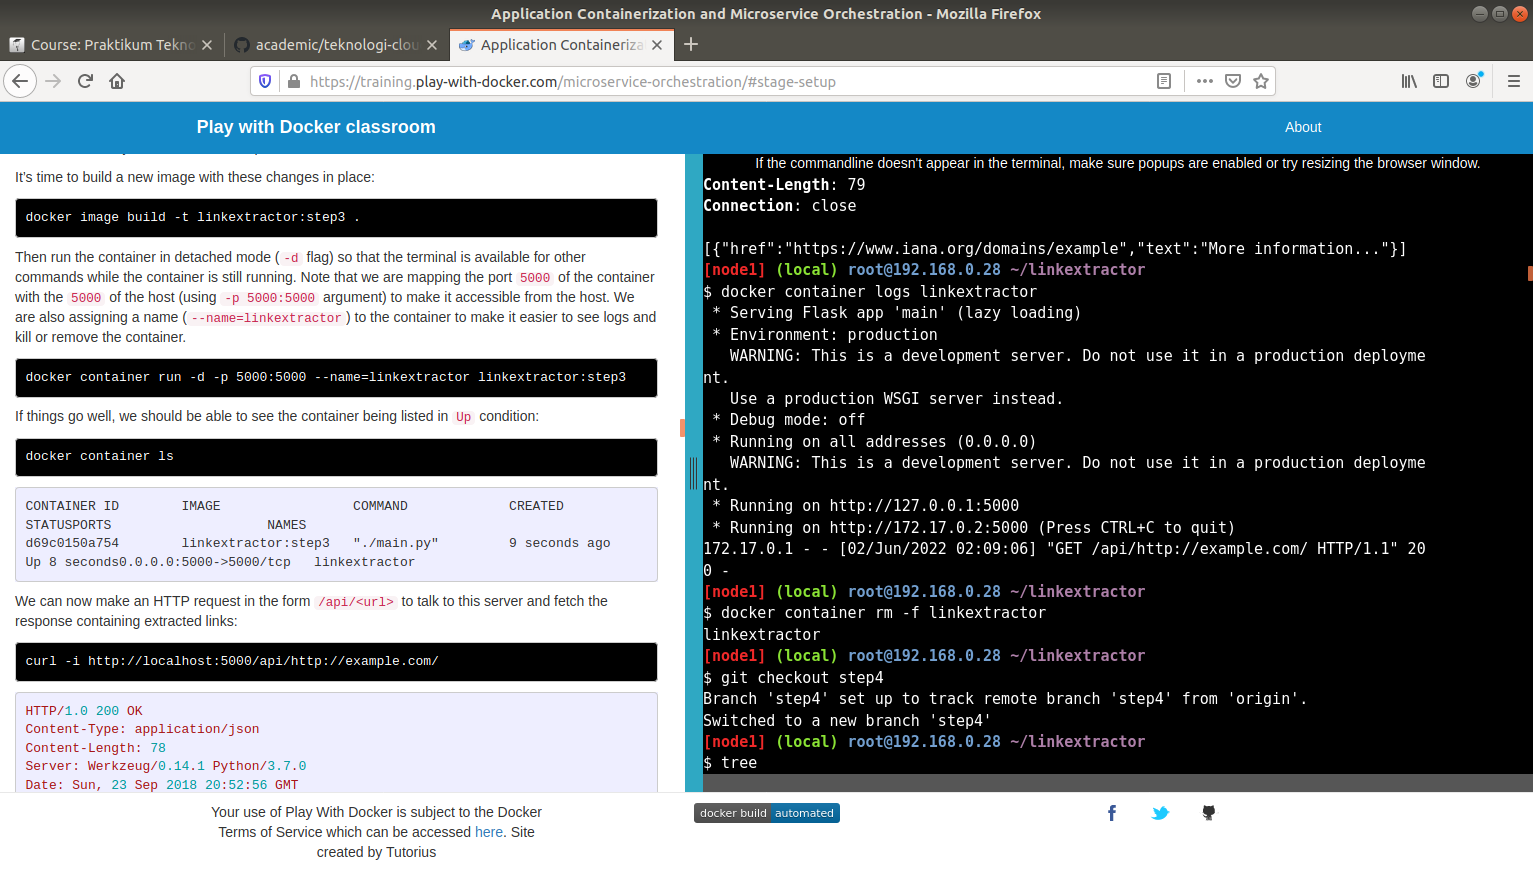 Application Containerization and Microservice Orchestration - Mozilla Firefox
Course: Praktikum Tekno
academic/teknologi-clou
Application Containeriza
https://training.play-with-docker.com/microservice-orchestration/#stage-setup
Play with Docker classroom
About
It's time to build a new image with these changes in place:
docker image build -t linkextractor:step3 .
Then run the container in detached mode ( -d flag) so that the terminal is available for other
commands while the container is still running. Note that we are mapping the port 5000 of the container
with the 5000 of the host (using -p 5000:5000 argument) to make it accessible from the host. We
are also assigning a name ( --name=linkextractor ) to the container to make it easier to see logs and
kill or remove the container.
docker container run -d -p 5000:5000 --name=linkextractor linkextractor:step3
If things go well, we should be able to see the container being listed in Up condition:
docker container ls
CONTAINER ID        IMAGE                 COMMAND             CREATED
STATUSPORTS                    NAMES
d69c0150a754        linkextractor:step3   "./main.py"         9 seconds ago
Up 8 seconds0.0.0.0:5000->5000/tcp   linkextractor
We can now make an HTTP request in the form /api/<url> to talk to this server and fetch the
response containing extracted links:
curl -i http://localhost:5000/api/http://example.com/
HTTP/1.0 200 OK
Content-Type: application/json
Content-Length: 78
Server: Werkzeug/0.14.1 Python/3.7.0
Date: Sun, 23 Sep 2018 20:52:56 GMT
If the commandline doesn't appear in the terminal, make sure popups are enabled or try resizing the browser window.
Content-Length: 79
Connection: close
[{"href":"https://www.iana.org/domains/example","text":"More information..."}]
[node1] (local) root@192.168.0.28 ~/linkextractor
$ docker container logs linkextractor
* Serving Flask app 'main' (lazy loading)
* Environment: production
WARNING: This is a development server. Do not use it in a production deployme
nt.
Use a production WSGI server instead.
* Debug mode: off
* Running on all addresses (0.0.0.0)
WARNING: This is a development server. Do not use it in a production deployme
nt.
* Running on http://127.0.0.1:5000
* Running on http://172.17.0.2:5000 (Press CTRL+C to quit)
172.17.0.1 - - [02/Jun/2022 02:09:06] "GET /api/http://example.com/ HTTP/1.1" 20
0 -
[node1] (local) root@192.168.0.28 ~/linkextractor
$ docker container rm -f linkextractor
linkextractor
[node1] (local) root@192.168.0.28 ~/linkextractor
$ git checkout step4
Branch 'step4' set up to track remote branch 'step4' from 'origin'.
Switched to a new branch 'step4'
[node1] (local) root@192.168.0.28 ~/linkextractor
$ tree
Your use of Play With Docker is subject to the Docker
Terms of Service which can be accessed here. Site
created by Tutorius
docker build automated